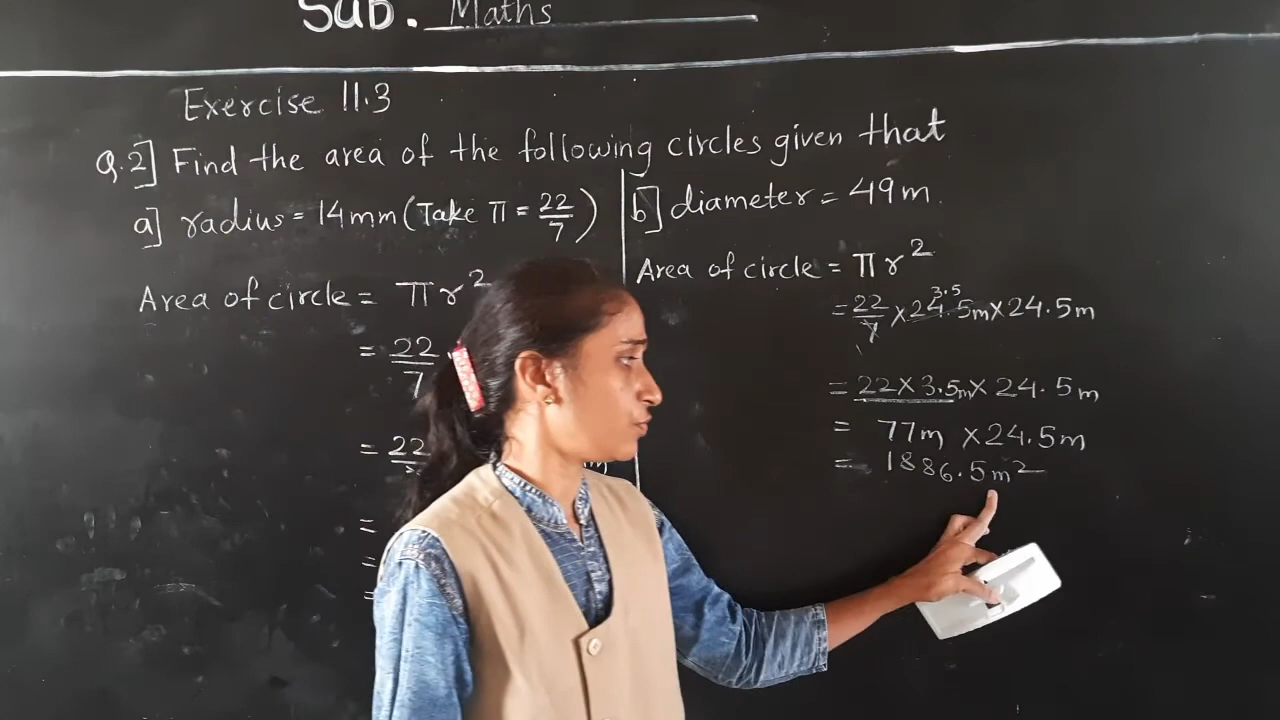 Sub. Maths
Exercise 11.3
Q.2] Find the area of the following circles given that
a] radius = 14mm (Take π = 22/7)
Area of circle = πr²
= 22/7
= 22
=
=
=
b] diameter = 49m.
Area of circle = πr²
3.5
= 22/7 × 24.5m × 24.5m
1
= 22 × 3.5m × 24.5m
= 77m × 24.5m
= 1886.5m²